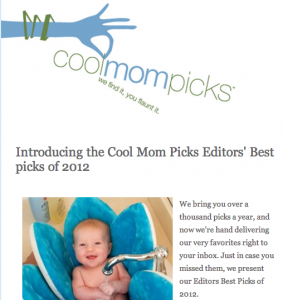 coolmompicks
we find it, you flaunt it.
Introducing the Cool Mom Picks Editors' Best
picks of 2012
We bring you over a
thousand picks a year, and
now we're hand delivering
our very favorites right to
your inbox. Just in case you
missed them, we present
our Editors Best Picks of
2012.